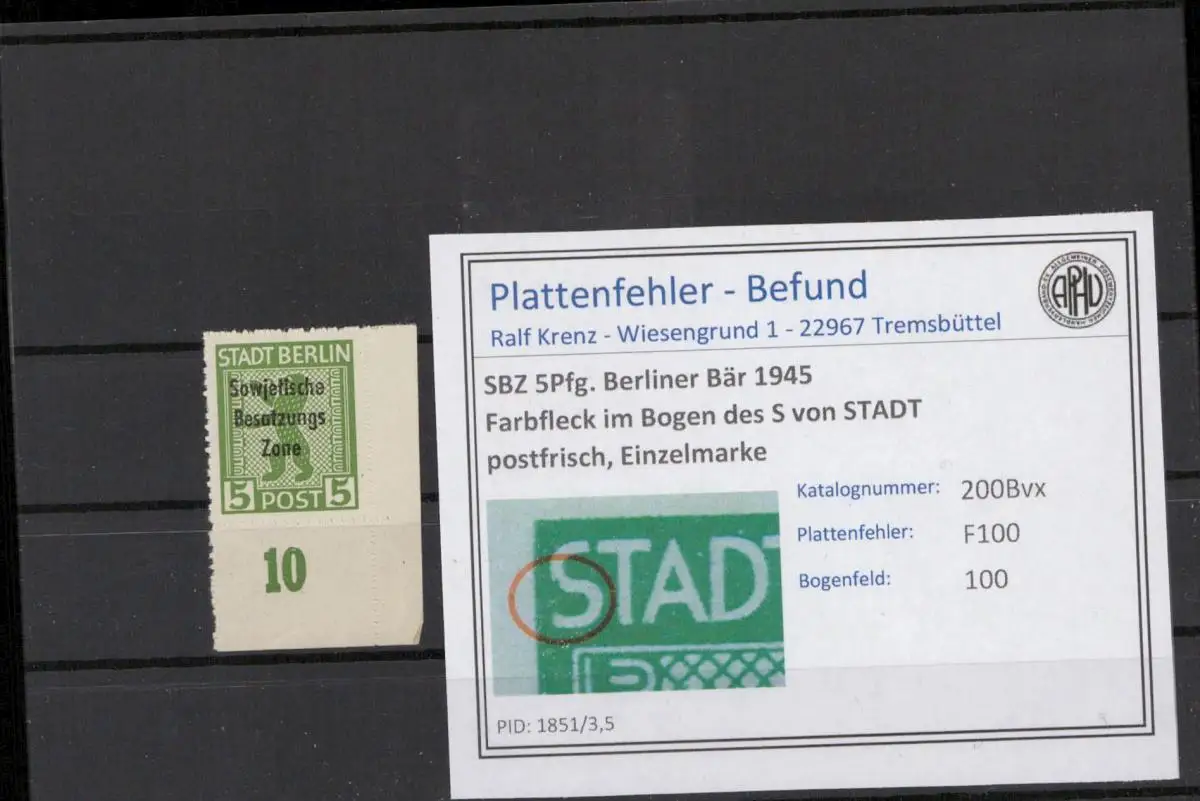 STADT BERLIN
Sowjetische
Besatzungs
Zone
5 POST 5
10
Plattenfehler - Befund
Ralf Krenz - Wiesengrund 1 - 22967 Tremsbüttel
APHV
SBZ 5Pfg. Berliner Bär 1945
Farbfleck im Bogen des S von STADT
postfrisch, Einzelmarke
STADT
Katalognummer: 200Bvx
Plattenfehler: F100
Bogenfeld: 100
PID: 1851/3,5